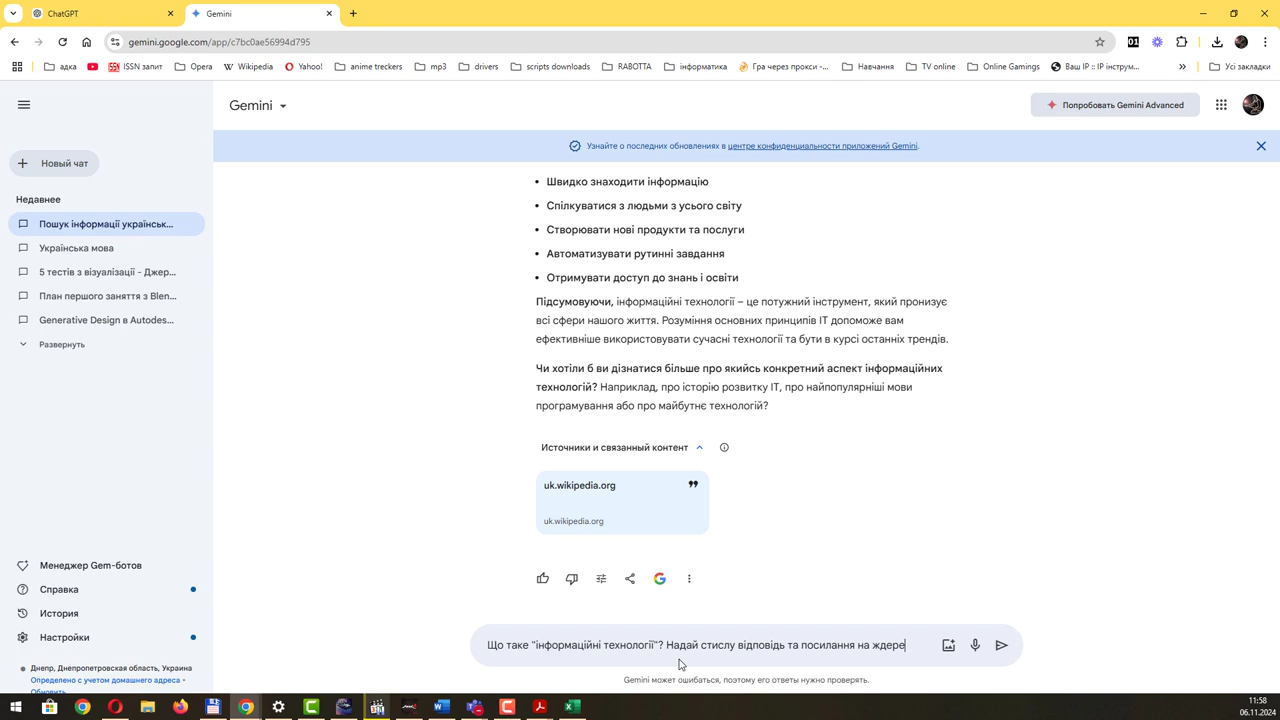 ChatGPT
Gemini
gemini.google.com/app/c7bc0ae56994d795
адка
ISSN запит
Opera
Wikipedia
Yahoo!
anime treckers
mp3
drivers
scripts downloads
RABOTTA
інформатика
Гра через прокси -...
Навчання
TV online
Online Gamings
Ваш IP :: IP інструм...
Усі закладки
Gemini
Попробовать Gemini Advanced
Узнайте о последних обновлениях в центре конфиденциальности приложений Gemini.
Новый чат
Недавнее
Пошук інформації українськ...
Українська мова
5 тестів з візуалізації - Джер...
План першого заняття з Blen...
Generative Design в Autodes...
Развернуть
Менеджер Gem-ботов
Справка
История
Настройки
Днепр, Днепропетровская область, Украина
Определено с учетом домашнего адреса •
Обновить
• Швидко знаходити інформацію
• Спілкуватися з людьми з усього світу
• Створювати нові продукти та послуги
• Автоматизувати рутинні завдання
• Отримувати доступ до знань і освіти
Підсумовуючи, інформаційні технології – це потужний інструмент, який пронизує
всі сфери нашого життя. Розуміння основних принципів ІТ допоможе вам
ефективніше використовувати сучасні технології та бути в курсі останніх трендів.
Чи хотіли б ви дізнатися більше про якийсь конкретний аспект інформаційних
технологій? Наприклад, про історію розвитку ІТ, про найпопулярніші мови
програмування або про майбутнє технологій?
Источники и связанный контент
uk.wikipedia.org
uk.wikipedia.org
Що таке "інформаційні технології"? Надай стислу відповідь та посилання на ждере
Gemini может ошибаться, поэтому его ответы нужно проверять.
11:58
06.11.2024